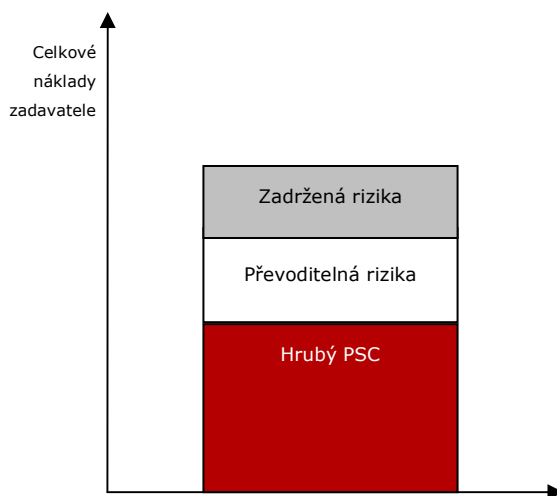 Celkové
náklady
zadavatele
Zadržená rizika
Převoditelná rizika
Hrubý PSC